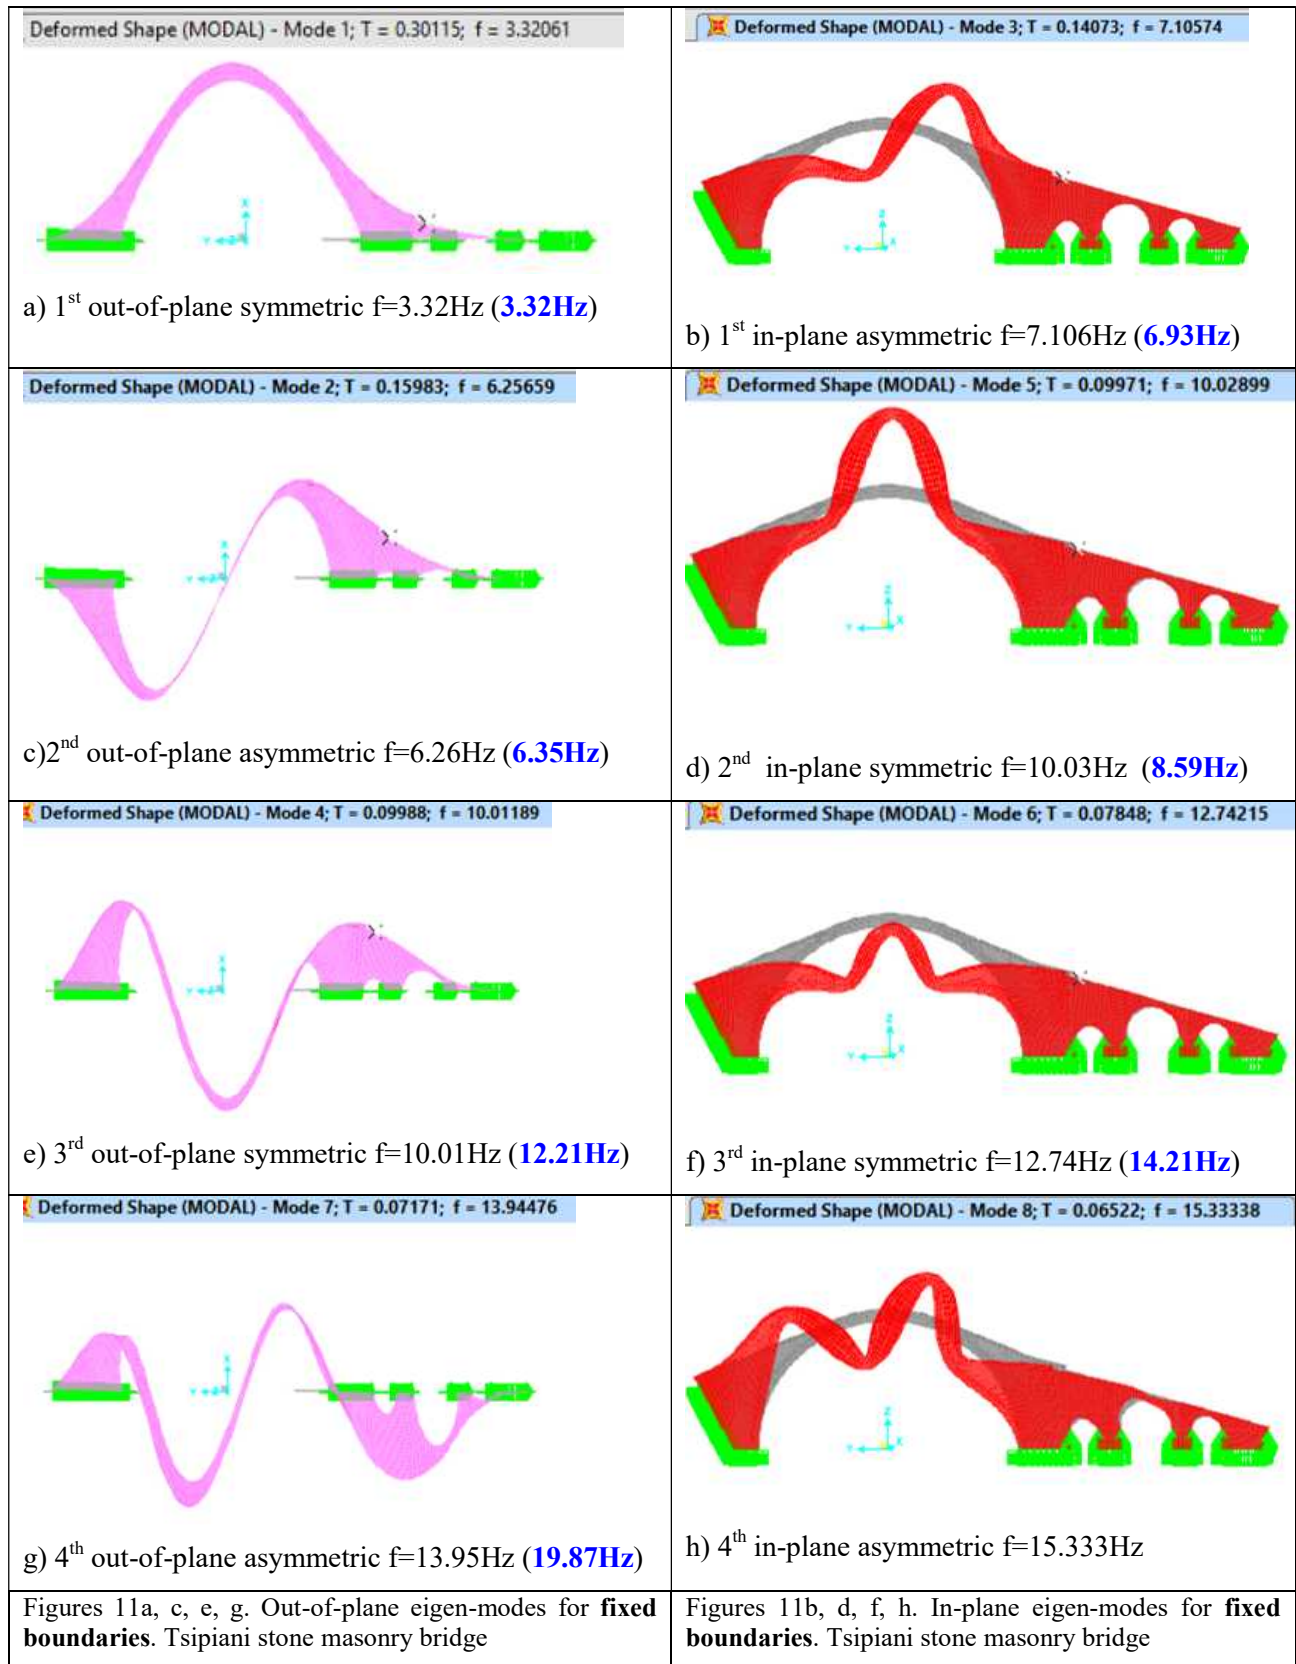 Deformed Shape (MODAL) - Mode 1; T = 0.30115; f = 3.32061
X
Y
Z
a) 1st out-of-plane symmetric f=3.32Hz (3.32Hz)
Deformed Shape (MODAL) - Mode 3; T = 0.14073; f = 7.10574
Z
Y
X
b) 1st in-plane asymmetric f=7.106Hz (6.93Hz)
Deformed Shape (MODAL) - Mode 2; T = 0.15983; f = 6.25659
X
Y
Z
c)2nd out-of-plane asymmetric f=6.26Hz (6.35Hz)
Deformed Shape (MODAL) - Mode 5; T = 0.09971; f = 10.02899
Z
Y
X
d) 2nd in-plane symmetric f=10.03Hz (8.59Hz)
Deformed Shape (MODAL) - Mode 4; T = 0.09988; f = 10.01189
X
Y
Z
e) 3rd out-of-plane symmetric f=10.01Hz (12.21Hz)
Deformed Shape (MODAL) - Mode 6; T = 0.07848; f = 12.74215
Z
Y
X
f) 3rd in-plane symmetric f=12.74Hz (14.21Hz)
Deformed Shape (MODAL) - Mode 7; T = 0.07171; f = 13.94476
X
Y
Z
g) 4th out-of-plane asymmetric f=13.95Hz (19.87Hz)
Deformed Shape (MODAL) - Mode 8; T = 0.06522; f = 15.33338
Z
Y
X
h) 4th in-plane asymmetric f=15.333Hz
Figures 11a, c, e, g. Out-of-plane eigen-modes for fixed
boundaries. Tsipiani stone masonry bridge
Figures 11b, d, f, h. In-plane eigen-modes for fixed
boundaries. Tsipiani stone masonry bridge